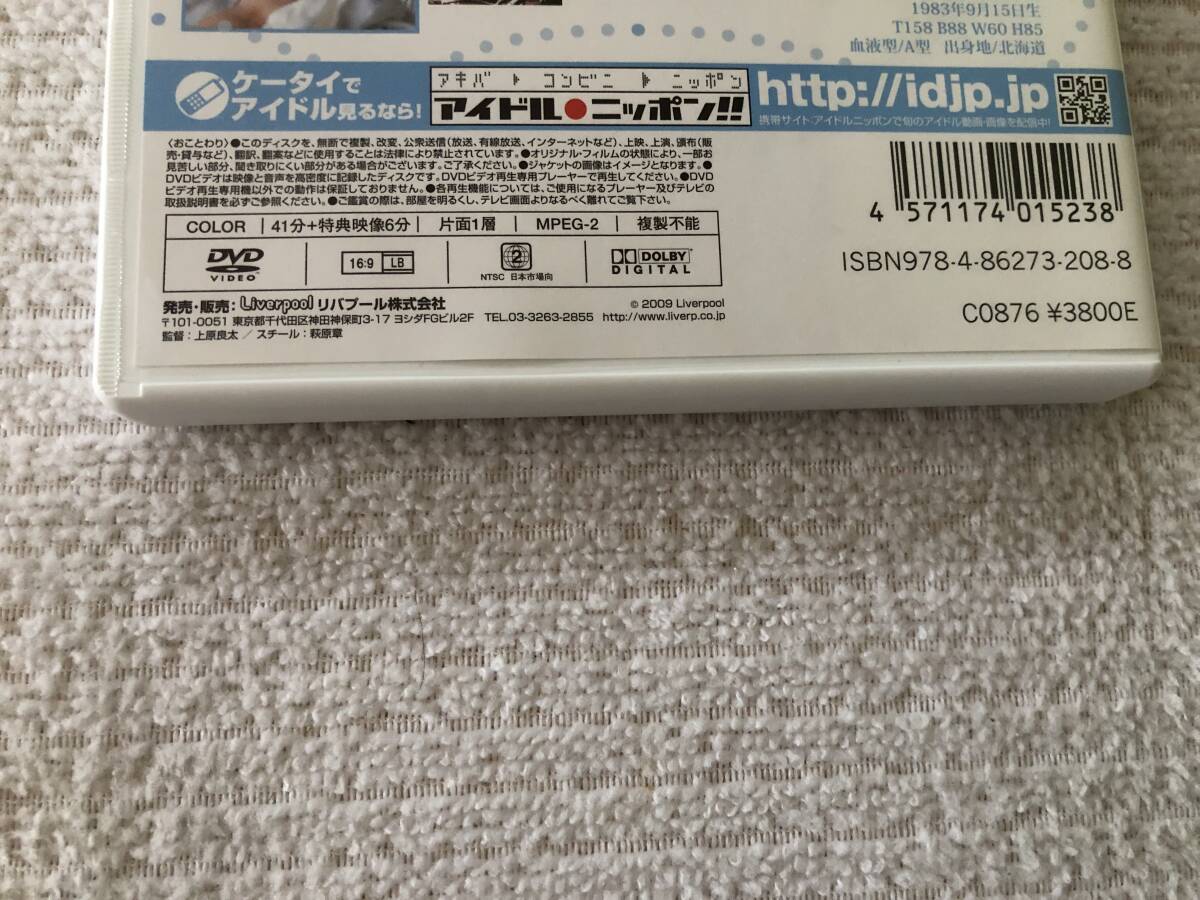 1983年9月15日生
T158 B88 W60 H85
血液型/A型 出身地/北海道
ケータイで
アイドル見るなら!
アキバ コンビニ ニッポン
アイドル●ニッポン!!
http://idjp.jp
携帯サイト:アイドルニッポンで旬のアイドル動画・画像を配信中!
〈おことわり〉●このディスクを、無断で複製、改変、公衆送信(放送、有線放送、インターネットなど)、上映、上演、頒布(販
売・貸与など)、翻訳、翻案などに使用することは法律により禁止されています。●オリジナル・フィルムの状態により、一部お
見苦しい部分、聞き取りにくい部分がある場合がございます。ご了承ください。●ジャケットの画像はイメージとなります。●
DVDビデオは映像と音声を高密度に記録したディスクです。DVDビデオ再生専用プレーヤーで再生してください。●DVD
ビデオ再生専用機以外での動作は保証しておりません。●各再生機能については、ご使用になるプレーヤー及びテレビの
取扱説明書を必ずご参照ください。●ご鑑賞の際は、部屋を明るくし、テレビ画面よりなるべく離れてご覧下さい。
COLOR 41分+特典映像6分 片面1層 MPEG-2 複製不能
DVD VIDEO
16:9 LB
2
NTSC 日本市場向
DOLBY DIGITAL
発売・販売: Liverpool リバプール株式会社
© 2009 Liverpool
〒101-0051 東京都千代田区神田神保町3-17 ヨシダFGビル2F TEL.03-3263-2855 http://www.liverp.co.jp
監督:上原良太 / スチール:萩原章
4 571174 015238
ISBN978-4-86273-208-8
C0876 ¥3800E